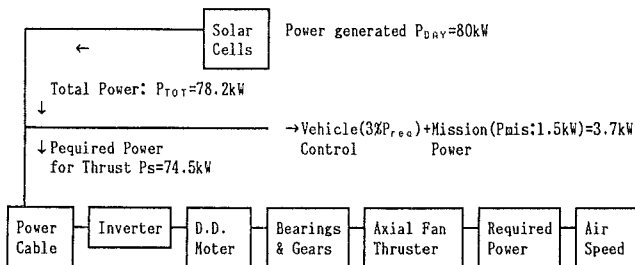 Solar
Cells
Power generated P_DAY=80kW
←
Total Power: P_TOT=78.2kW
↓
→Vehicle(3%P_req)+Mission(Pmis:1.5kW)=3.7kW
Control Power
↓Pequired Power
for Thrust Ps=74.5kW
Power
Cable
Inverter
D.D.
Moter
Bearings
& Gears
Axial Fan
Thruster
Required
Power
Air
Speed